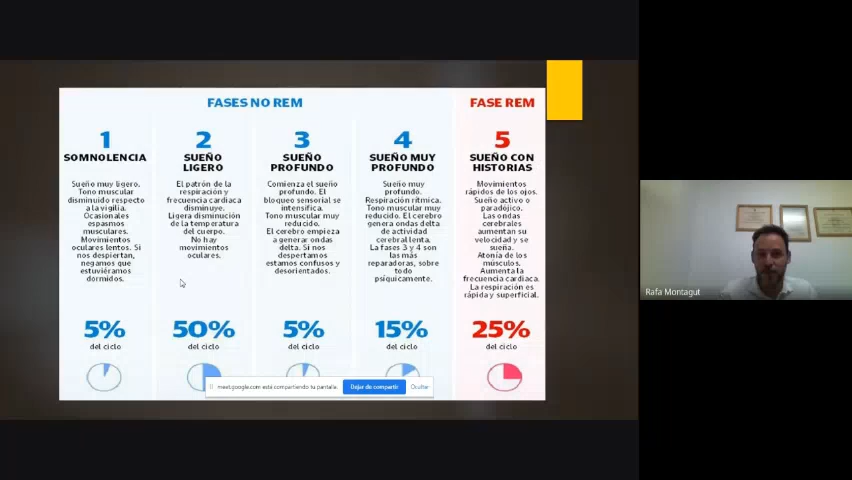 FASES NO REM
FASE REM
1
SOMNOLENCIA
Sueño muy ligero.
Tono muscular
disminuido respecto
a la vigilia.
Ocasionales
espasmos
musculares.
Movimientos
oculares lentos. Si
nos despiertan,
negamos que
estuviéramos
dormidos.
5%
del ciclo
2
SUEÑO
LIGERO
El patrón de la
respiración y
frecuencia cardiaca
disminuye.
Ligera disminución
de la temperatura
del cuerpo.
No hay
movimientos
oculares.
50%
del ciclo
3
SUEÑO
PROFUNDO
Comienza el sueño
profundo. El
bloqueo sensorial se
intensifica.
Tono muscular muy
reducido.
El cerebro empieza
a generar ondas
delta. Si nos
despertamos
estamos confusos y
desorientados.
5%
del ciclo
4
SUEÑO MUY
PROFUNDO
Sueño muy
profundo.
Respiración rítmica.
Tono muscular muy
reducido. El cerebro
genera ondas delta
de actividad
cerebral lenta.
La fases 3 y 4 son
las más
reparadoras, sobre
todo
psíquicamente.
15%
del ciclo
5
SUEÑO CON
HISTORIAS
Movimientos
rápidos de los ojos.
Sueño activo o
paradójico.
Las ondas
cerebrales
aumentan su
velocidad y se
sueña.
Atonía de los
músculos.
Aumenta la
frecuencia cardiaca.
La respiración es
rápida y superficial.
25%
del ciclo
meet.google.com está compartiendo tu pantalla.
Dejar de compartir
Ocultar
Rafa Montagut